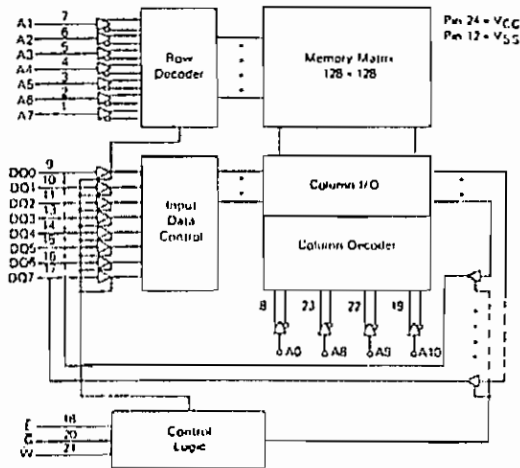 Pin 24 = VCC
Pin 12 = VSS
A1 7
A2 6
A3 5
A4 4
A5 3
A6 2
A7 1
Row
Decoder
Memory Matrix
128 × 128
DQ0 9
DQ1 10
DQ2 11
DQ3 13
DQ4 14
DQ5 15
DQ6 16
DQ7 17
Input
Data
Control
Column I/O
Column Decoder
8 23 22 19
A0 A8 A9 A10
E 18
G 20
W 21
Control
Logic